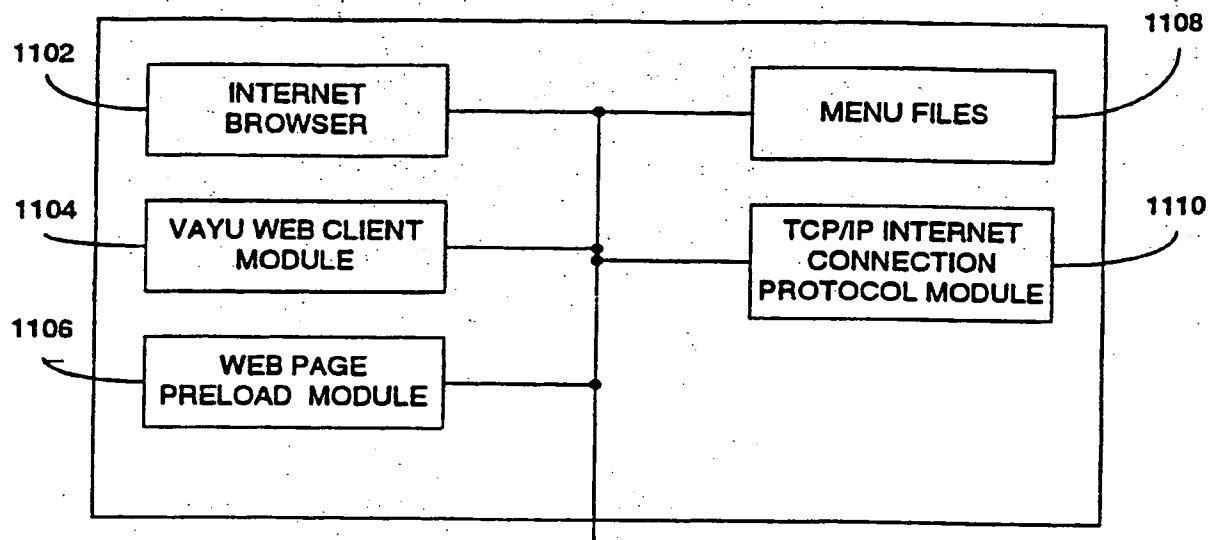 1102
INTERNET
BROWSER
1108
MENU FILES
1104
VAYU WEB CLIENT
MODULE
1110
TCP/IP INTERNET
CONNECTION
PROTOCOL MODULE
1106
WEB PAGE
PRELOAD MODULE